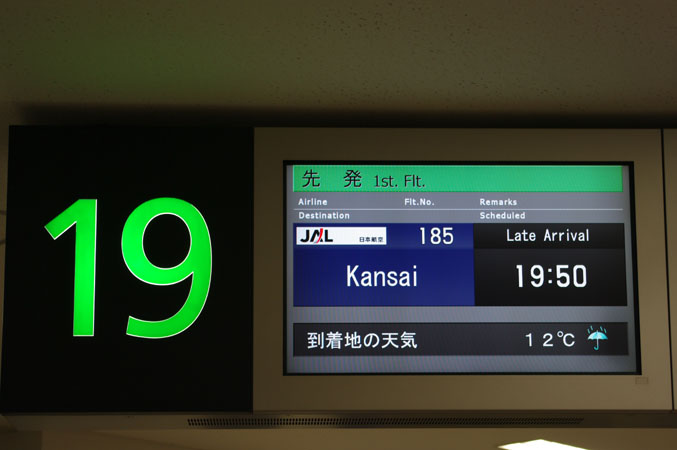 19
先 発 1st. Flt.
Airline Flt.No. Remarks
Destination Scheduled
JAL 日本航空 185 Late Arrival
Kansai 19:50
到着地の天気 12℃